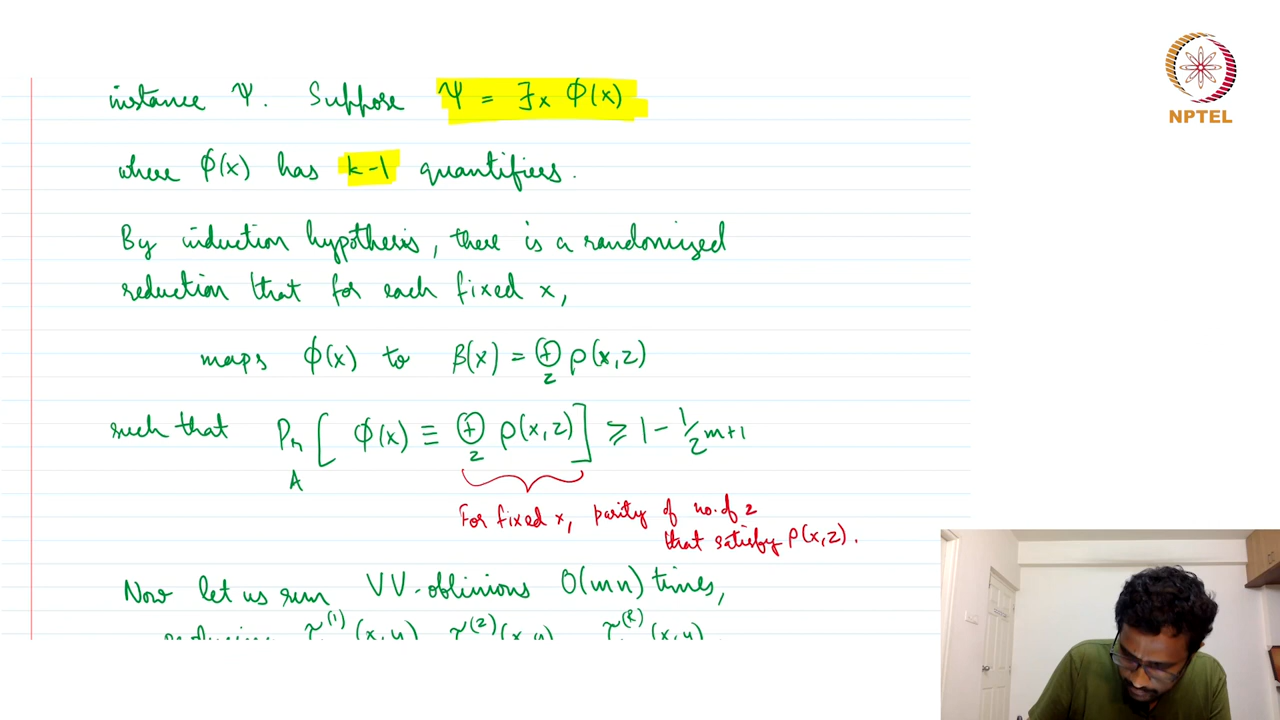 instance Ψ. Suppose Ψ = ∃x Φ(x)
where Φ(x) has k-1 quantifiers.
By induction hypothesis, there is a randomized
reduction that for each fixed x,
maps Φ(x) to β(x) = ⊕_z ρ(x,z)
such that Pr_A [ Φ(x) ≡ ⊕_z ρ(x,z) ] ⩾ 1 - 1/2^{m+1}
For fixed x, parity of no. of z
that satisfy ρ(x,z).
Now let us run VV-oblivious O(mn) times,
τ^{(1)}(x,y) τ^{(2)}(x,y) τ^{(k)}(x,y)
NPTEL